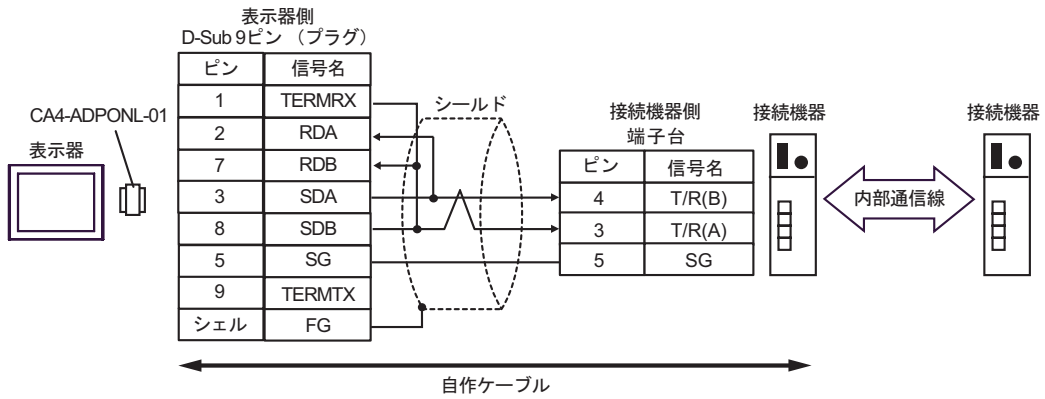 表示器側
D-Sub 9ピン （プラグ）
ピン 信号名
1 TERMRX
2 RDA
7 RDB
3 SDA
8 SDB
5 SG
9 TERMTX
シェル FG
CA4-ADPONL-01
表示器
シールド
接続機器側
端子台
ピン 信号名
4 T/R(B)
3 T/R(A)
5 SG
接続機器
内部通信線
接続機器
自作ケーブル